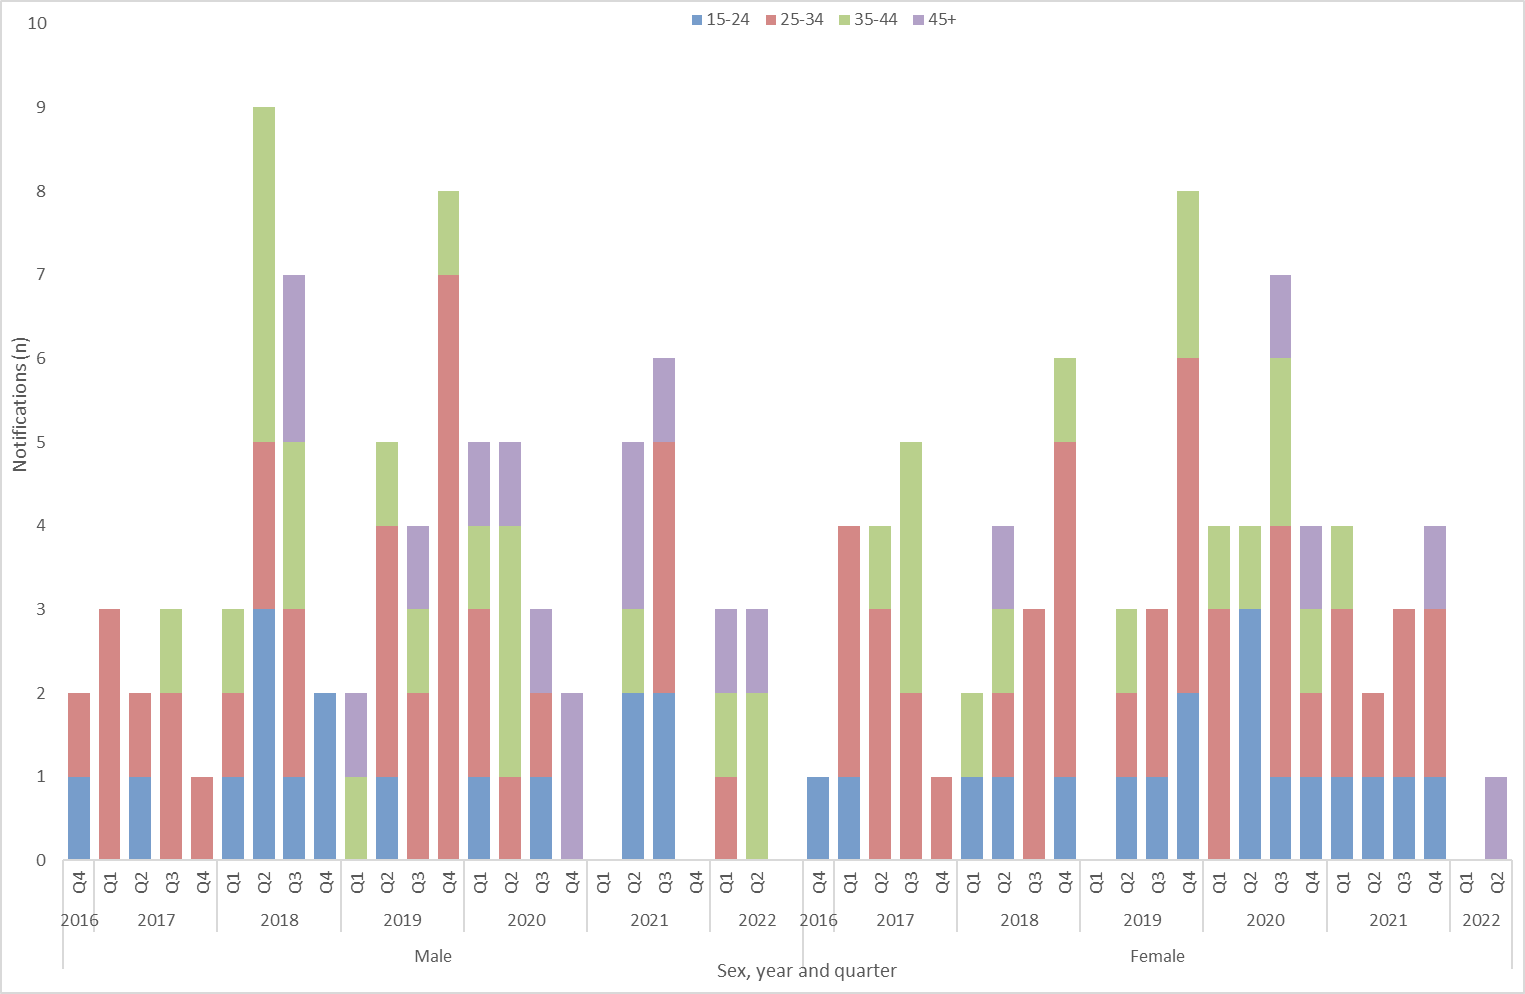 15-24 25-34 35-44 45+
10
9
8
7
6
5
4
3
2
1
0
Notifications (n)
Q4 Q1 Q2 Q3 Q4 Q1 Q2 Q3 Q4 Q1 Q2 Q3 Q4 Q1 Q2 Q3 Q4 Q1 Q2 Q3 Q4 Q1 Q2 Q4 Q1 Q2 Q3 Q4 Q1 Q2 Q3 Q4 Q1 Q2 Q3 Q4 Q1 Q2 Q3 Q4 Q1 Q2 Q3 Q4 Q1 Q2
2016 2017 2018 2019 2020 2021 2022 2016 2017 2018 2019 2020 2021 2022
Male Female
Sex, year and quarter